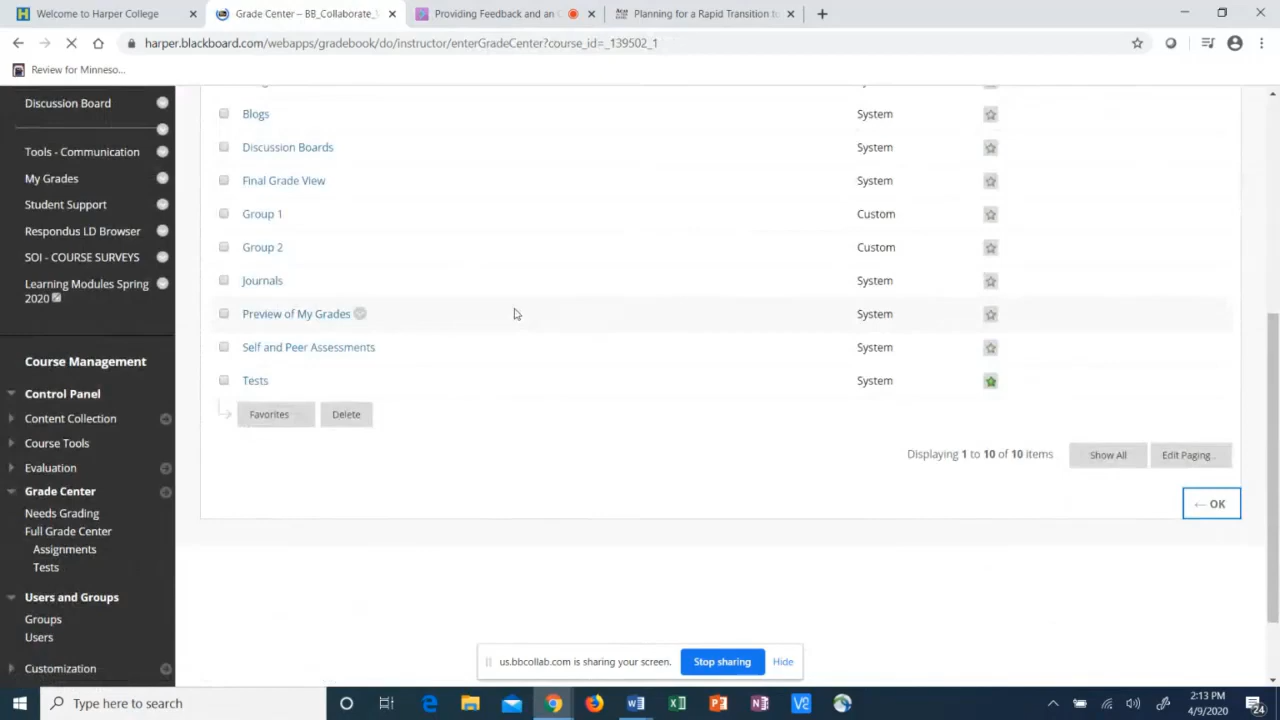 Welcome to Harper College
Grade Center – BB_Collaborate_
Providing Feedback and an
Planning for a Rapid Transition to
harper.blackboard.com/webapps/gradebook/do/instructor/enterGradeCenter?course_id=_139502_1
Review for Minneso...
Discussion Board
Tools - Communication
My Grades
Student Support
Respondus LD Browser
SOI - COURSE SURVEYS
Learning Modules Spring
2020
Course Management
Control Panel
Content Collection
Course Tools
Evaluation
Grade Center
Needs Grading
Full Grade Center
Assignments
Tests
Users and Groups
Groups
Users
Customization
Blogs System
Discussion Boards System
Final Grade View System
Group 1 Custom
Group 2 Custom
Journals System
Preview of My Grades System
Self and Peer Assessments System
Tests System
Favorites Delete
Displaying 1 to 10 of 10 items Show All Edit Paging...
← OK
us.bbcollab.com is sharing your screen. Stop sharing Hide
Type here to search
2:13 PM
4/9/2020
24